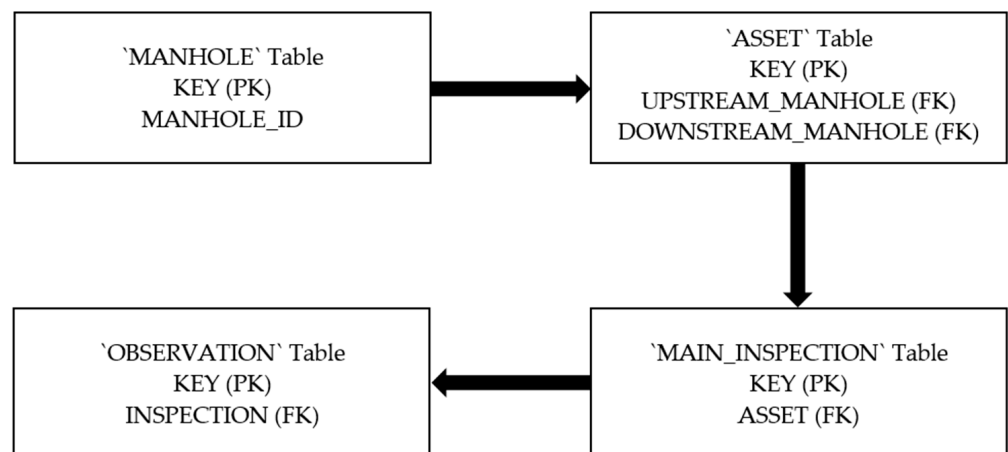 `MANHOLE` Table
KEY (PK)
MANHOLE_ID
`ASSET` Table
KEY (PK)
UPSTREAM_MANHOLE (FK)
DOWNSTREAM_MANHOLE (FK)
`OBSERVATION` Table
KEY (PK)
INSPECTION (FK)
`MAIN_INSPECTION` Table
KEY (PK)
ASSET (FK)